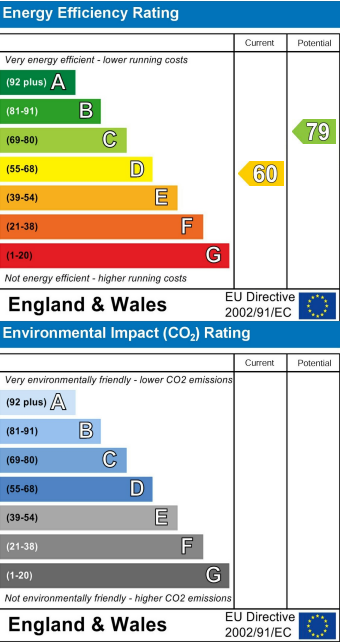 Energy Efficiency Rating
Current Potential
Very energy efficient - lower running costs
(92 plus) A
(81-91) B
(69-80) C
79
(55-68) D
60
(39-54) E
(21-38) F
(1-20) G
Not energy efficient - higher running costs
England & Wales
EU Directive
2002/91/EC
Environmental Impact (CO₂) Rating
Current Potential
Very environmentally friendly - lower CO2 emissions
(92 plus) A
(81-91) B
(69-80) C
(55-68) D
(39-54) E
(21-38) F
(1-20) G
Not environmentally friendly - higher CO2 emissions
England & Wales
EU Directive
2002/91/EC